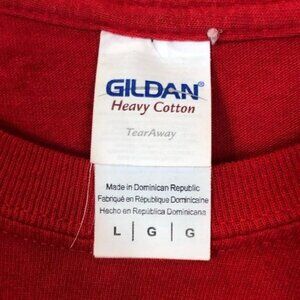 GILDAN®
Heavy Cotton
TearAway
Made in Dominican Republic
Fabriqué en République Dominicaine
Hecho en República Dominicana
L | G | G